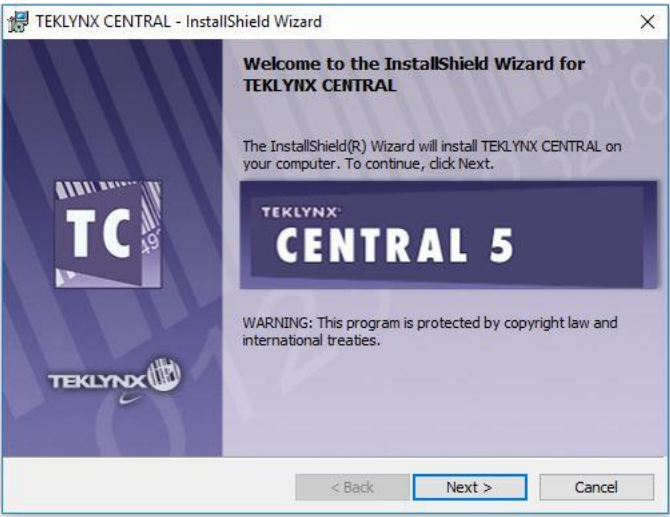 TEKLYNX CENTRAL - InstallShield Wizard
Welcome to the InstallShield Wizard for
TEKLYNX CENTRAL
The InstallShield(R) Wizard will install TEKLYNX CENTRAL on
your computer. To continue, click Next.
TC
TEKLYNX
CENTRAL 5
WARNING: This program is protected by copyright law and
international treaties.
TEKLYNX
< Back
Next >
Cancel